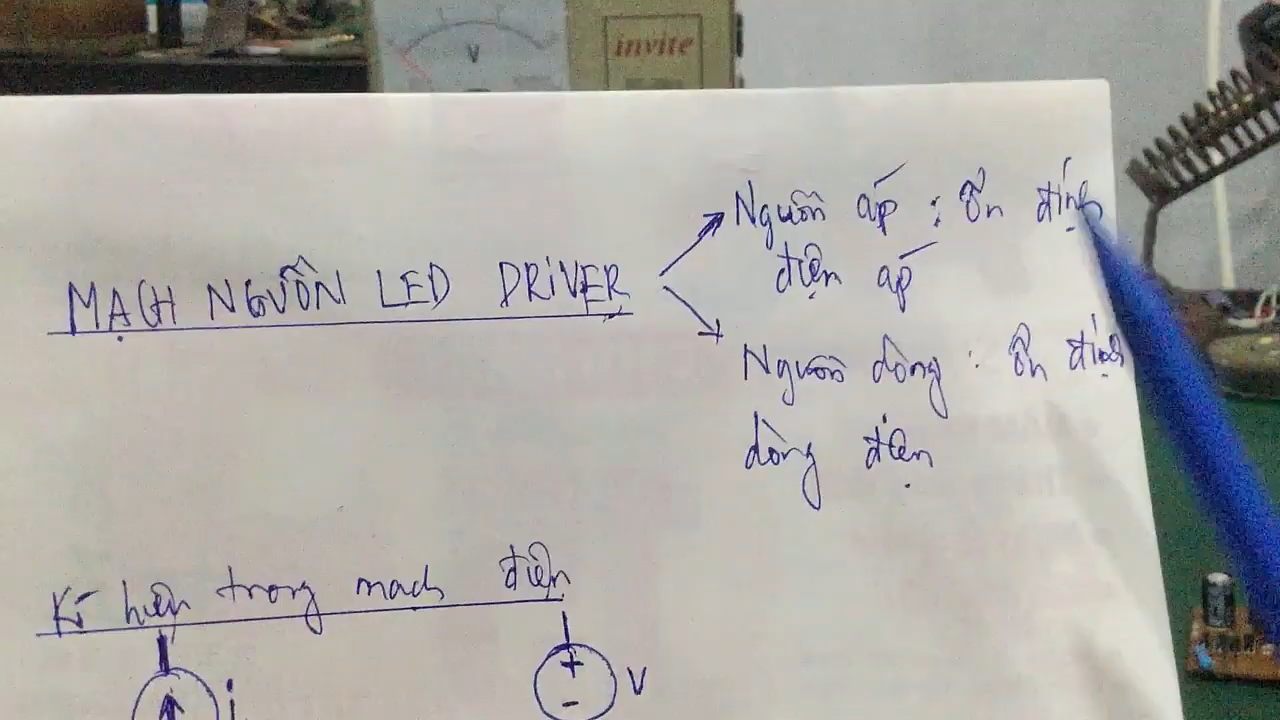 V
invite
MẠCH NGUỒN LED DRIVER
Nguồn áp : ổn định
điện áp
Nguồn dòng : ổn định
dòng điện
Kí hiệu trong mạch điện
i
+
-
V